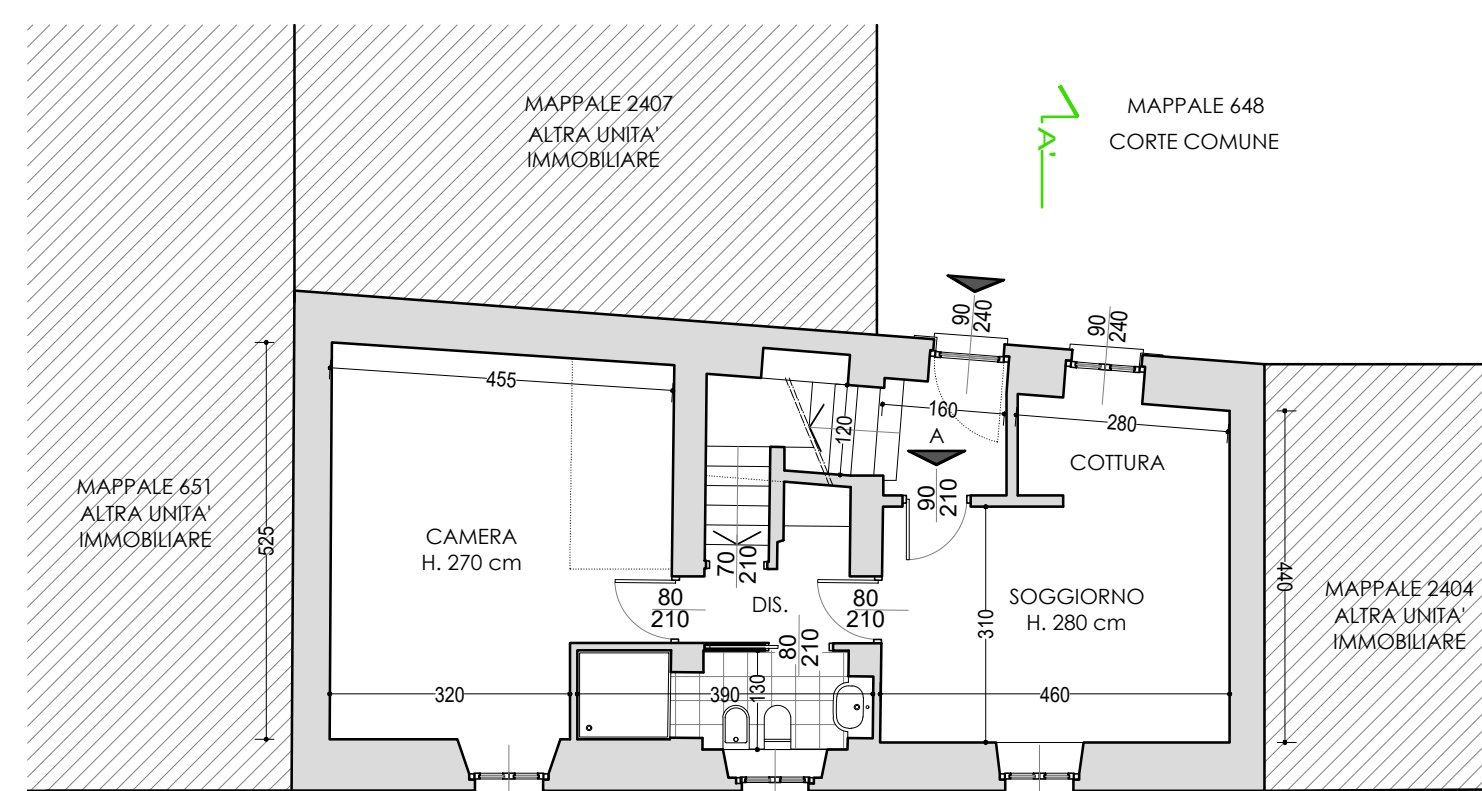 MAPPALE 2407
ALTRA UNITA'
IMMOBILIARE
MAPPALE 648
CORTE COMUNE
A'
90
240
90
240
455
160
280
120
A
COTTURA
90
210
MAPPALE 651
ALTRA UNITA'
IMMOBILIARE
525
CAMERA
H. 270 cm
70
210
80
210
DIS.
80
210
SOGGIORNO
H. 280 cm
310
440
MAPPALE 2404
ALTRA UNITA'
IMMOBILIARE
80
210
320
390
130
460